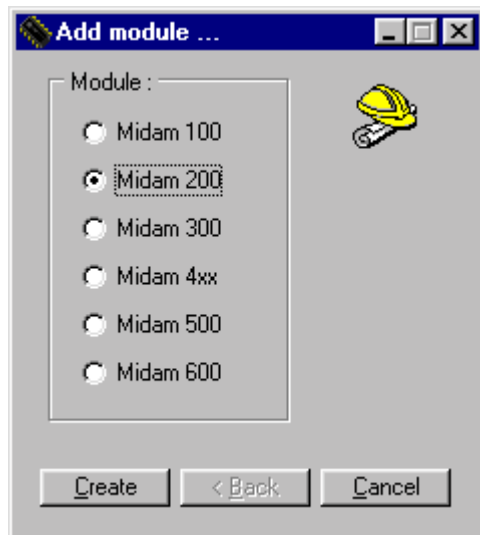 Add module ...
Module :
Midam 100
Midam 200
Midam 300
Midam 4xx
Midam 500
Midam 600
Create < Back Cancel